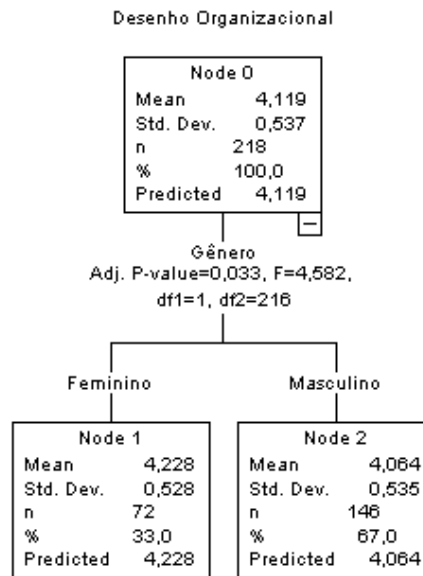 Desenho Organizacional
Node 0
Mean 4,119
Std. Dev. 0,537
n 218
% 100,0
Predicted 4,119
Gênero
Adj. P-value=0,033, F=4,582,
df1=1, df2=216
Feminino
Masculino
Node 1
Mean 4,228
Std. Dev. 0,528
n 72
% 33,0
Predicted 4,228
Node 2
Mean 4,064
Std. Dev. 0,535
n 146
% 67,0
Predicted 4,064